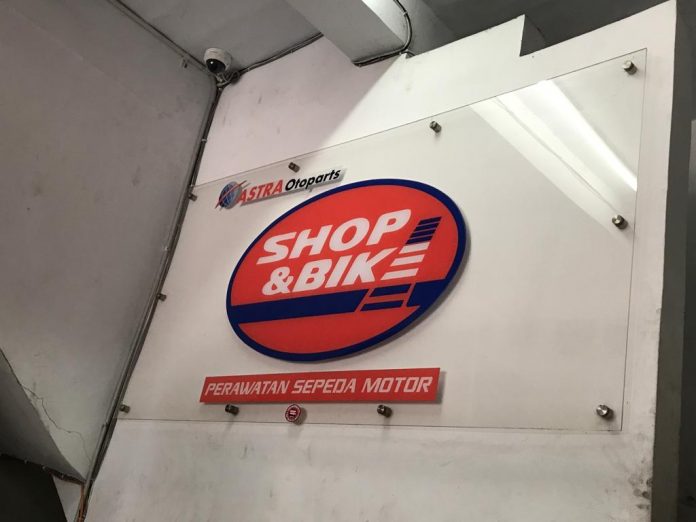 ASTRA Otoparts
SHOP
&BIKE
PERAWATAN SEPEDA MOTOR